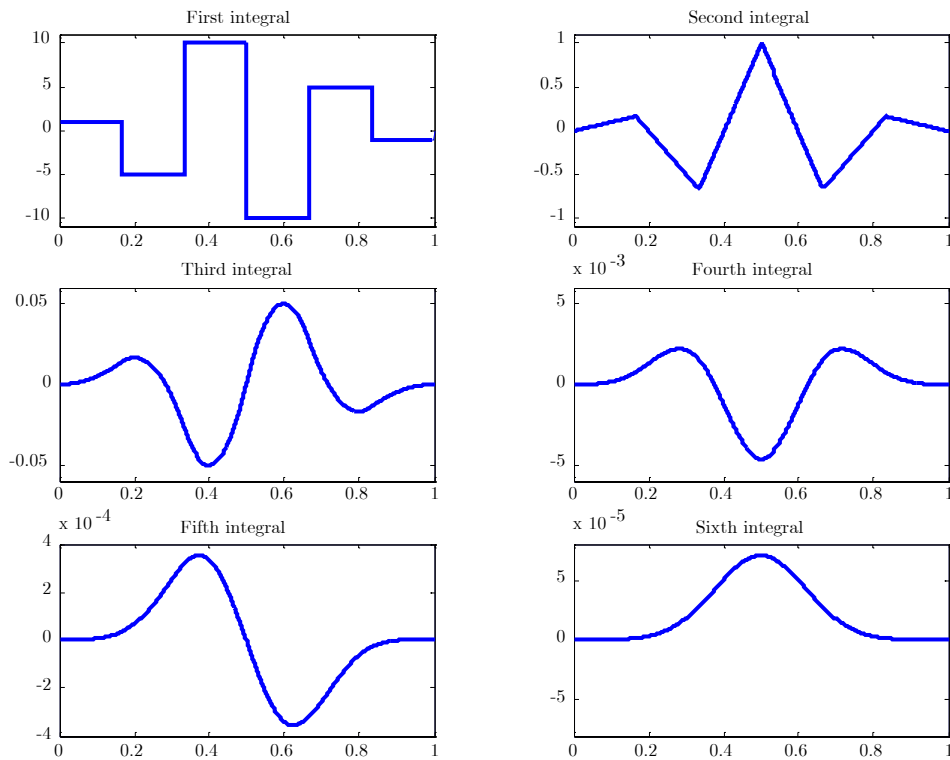 First integral
10
5
0
-5
-10
0 0.2 0.4 0.6 0.8 1
Second integral
1
0.5
0
-0.5
-1
0 0.2 0.4 0.6 0.8 1
Third integral
0.05
0
-0.05
0 0.2 0.4 0.6 0.8 1
x 10 -3
Fourth integral
5
0
-5
0 0.2 0.4 0.6 0.8 1
x 10 -4
Fifth integral
4
2
0
-2
-4
0 0.2 0.4 0.6 0.8 1
x 10 -5
Sixth integral
5
0
-5
0 0.2 0.4 0.6 0.8 1